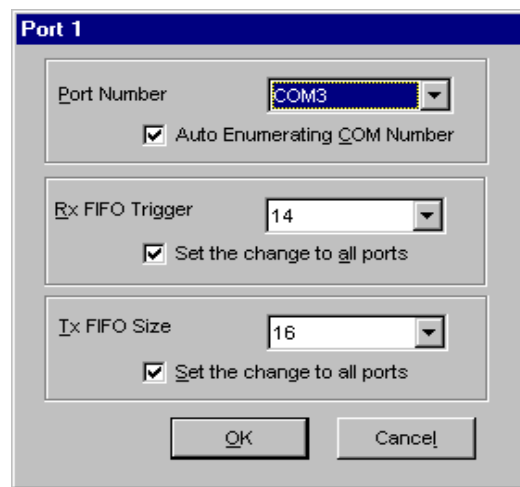 Port 1
Port Number COM3
Auto Enumerating COM Number
Rx FIFO Trigger 14
Set the change to all ports
Tx FIFO Size 16
Set the change to all ports
OK Cancel